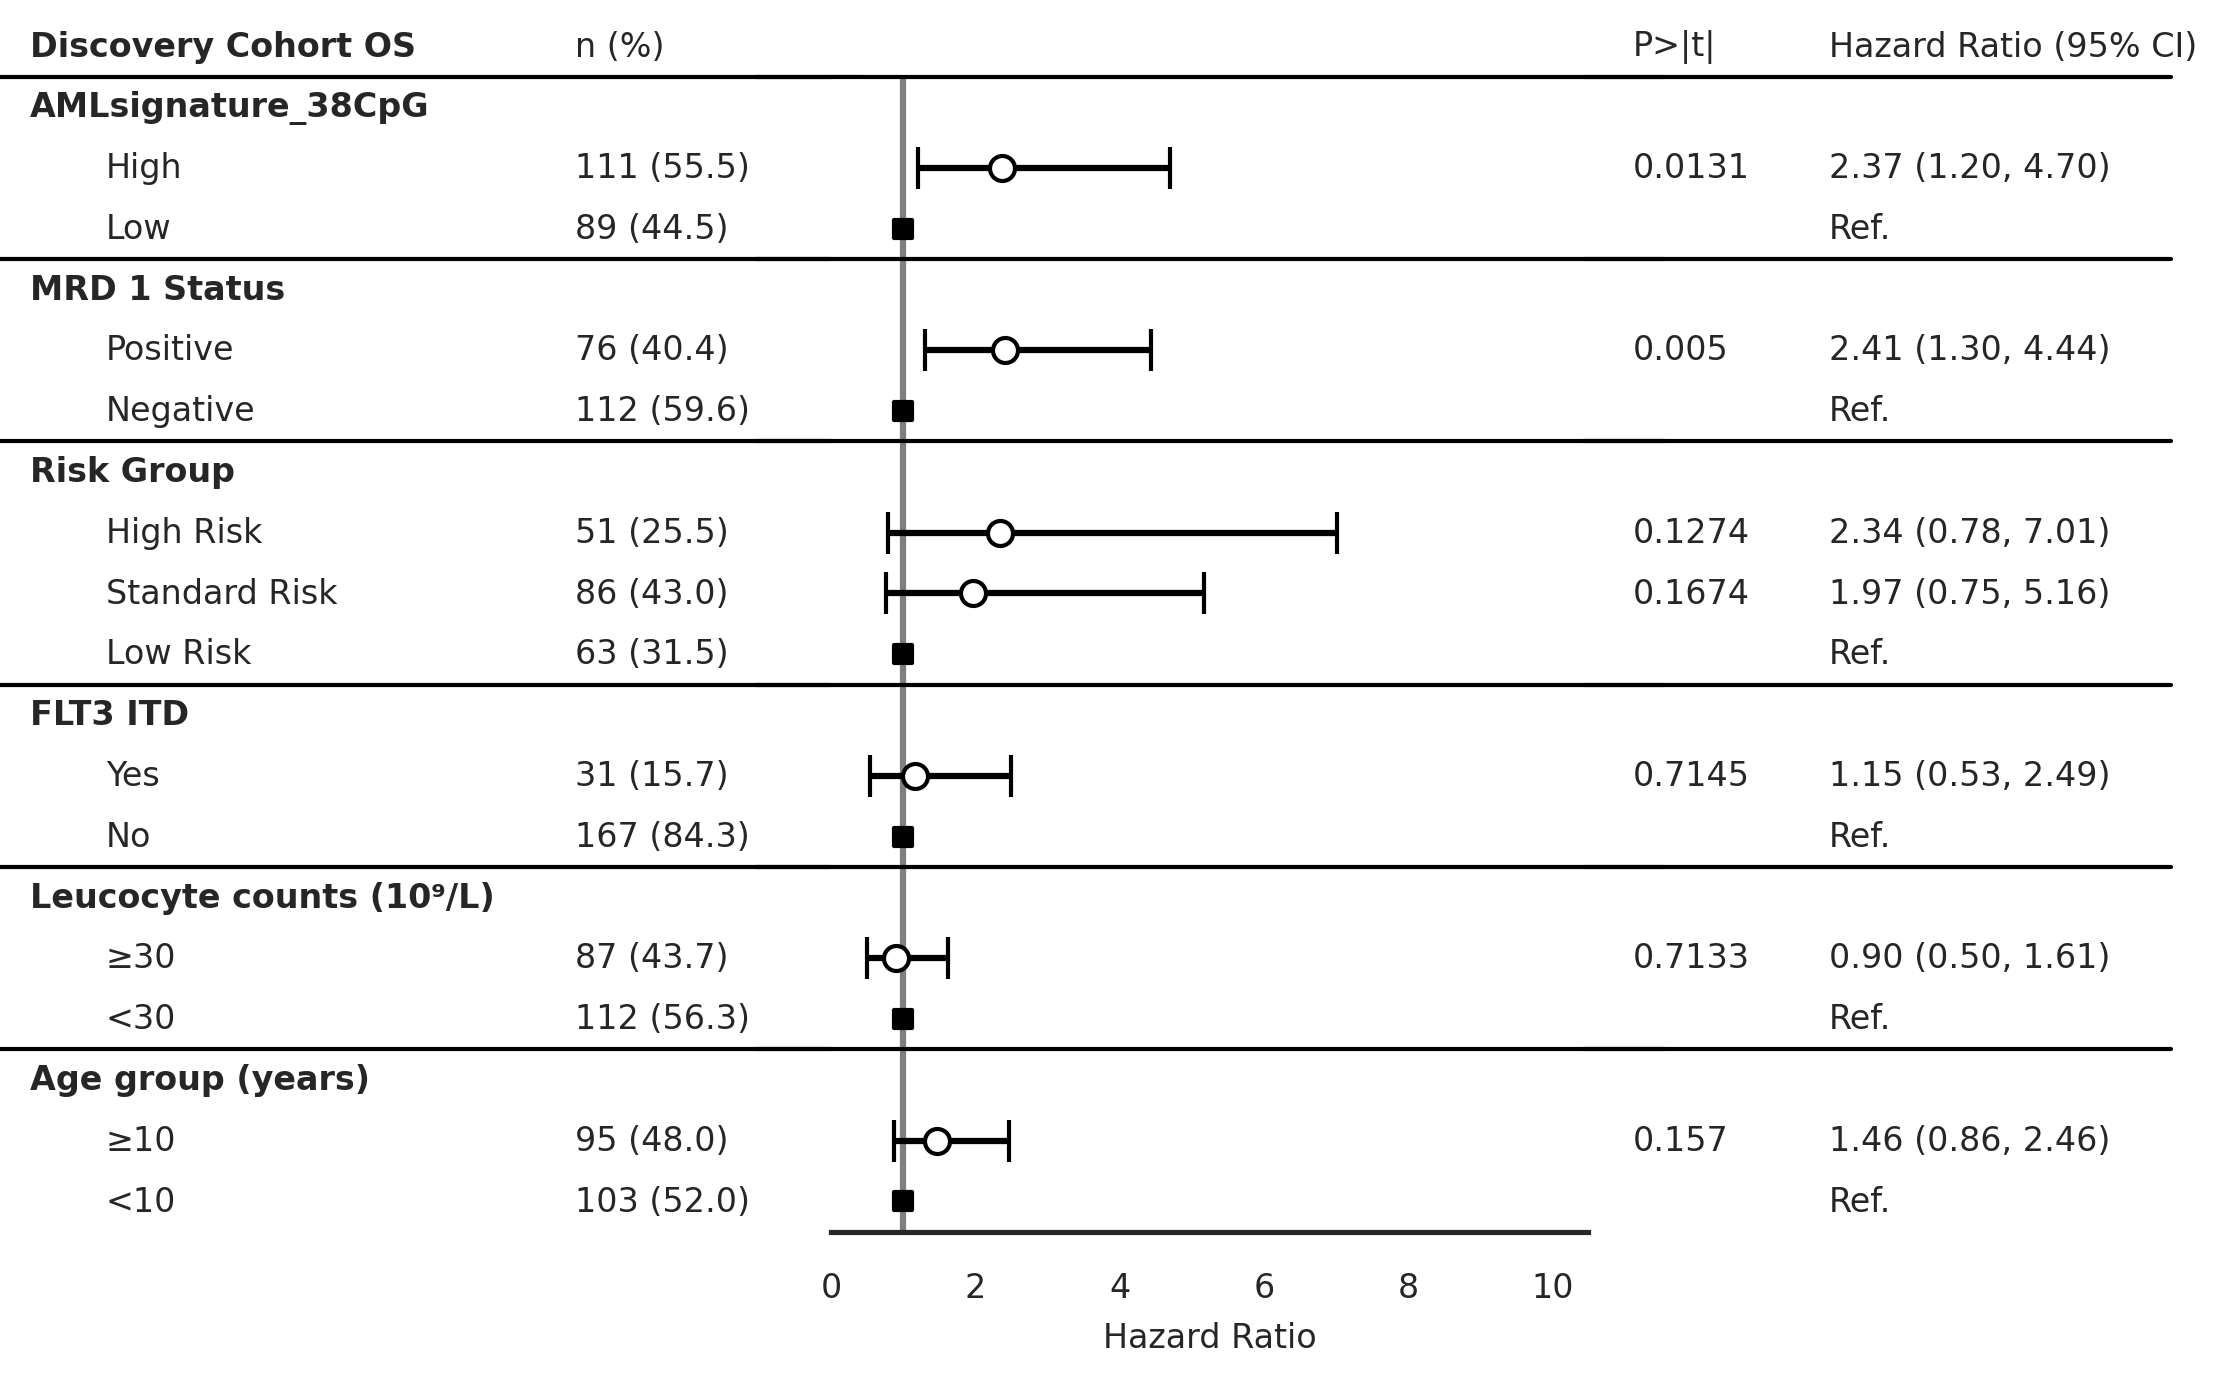 Discovery Cohort OS n (%) P>|t| Hazard Ratio (95% CI)
AMLsignature_38CpG
High 111 (55.5) 0.0131 2.37 (1.20, 4.70)
Low 89 (44.5) Ref.
MRD 1 Status
Positive 76 (40.4) 0.005 2.41 (1.30, 4.44)
Negative 112 (59.6) Ref.
Risk Group
High Risk 51 (25.5) 0.1274 2.34 (0.78, 7.01)
Standard Risk 86 (43.0) 0.1674 1.97 (0.75, 5.16)
Low Risk 63 (31.5) Ref.
FLT3 ITD
Yes 31 (15.7) 0.7145 1.15 (0.53, 2.49)
No 167 (84.3) Ref.
Leucocyte counts (10⁹/L)
≥30 87 (43.7) 0.7133 0.90 (0.50, 1.61)
<30 112 (56.3) Ref.
Age group (years)
≥10 95 (48.0) 0.157 1.46 (0.86, 2.46)
<10 103 (52.0) Ref.
0 2 4 6 8 10
Hazard Ratio